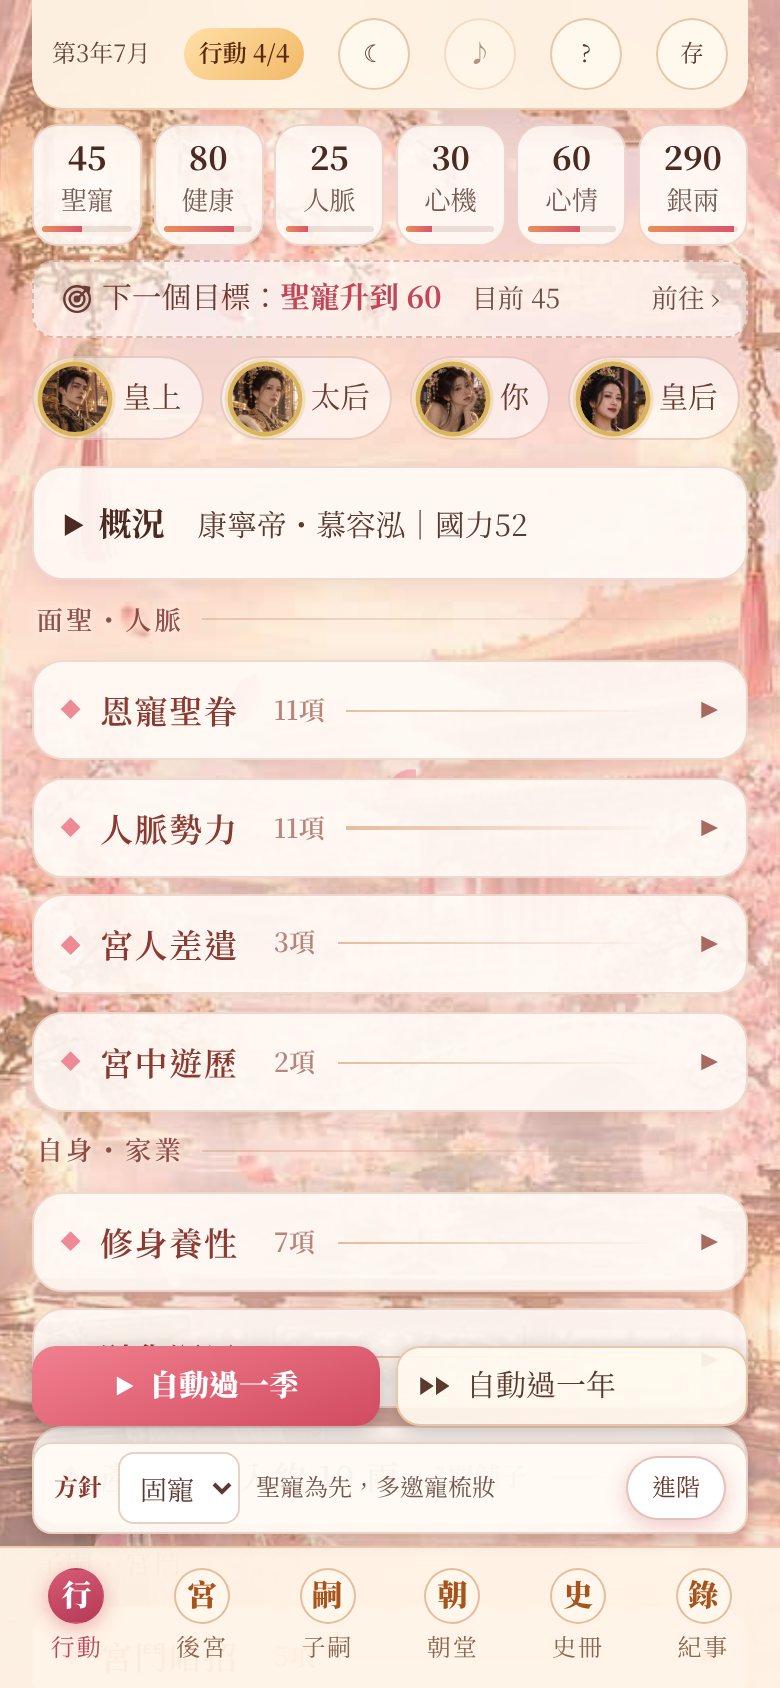 第3年7月 行動 4/4 ☾ ♪ ? 存
45 80 25 30 60 290
聖寵 健康 人脈 心機 心情 銀兩
下一個目標：聖寵升到 60 目前 45 前往 ›
皇上 太后 你 皇后
▶ 概況 康寧帝・慕容泓｜國力52
面聖・人脈
恩寵聖眷 11項 ▶
人脈勢力 11項 ▶
宮人差遣 3項 ▶
宮中遊歷 2項 ▶
自身・家業
修身養性 7項 ▶
▶ 自動過一季 ▶▶ 自動過一年
方針 固寵 聖寵為先，多邀寵梳妝 進階
行 宮 嗣 朝 史 錄
行動 後宮 子嗣 朝堂 史冊 紀事